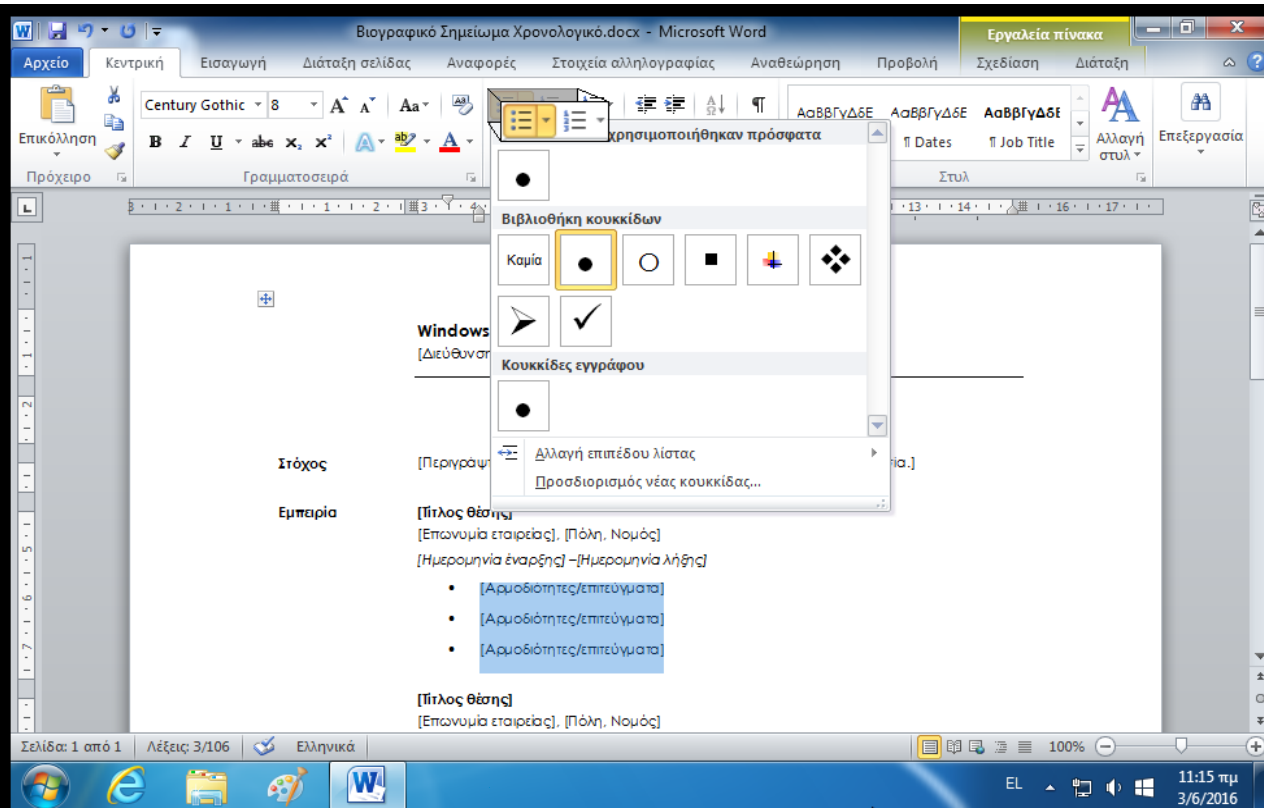 Βιογραφικό Σημείωμα Χρονολογικό.docx - Microsoft Word
Εργαλεία πίνακα
Αρχείο Κεντρική Εισαγωγή Διάταξη σελίδας Αναφορές Στοιχεία αλληλογραφίας Αναθεώρηση Προβολή Σχεδίαση Διάταξη
Century Gothic 8
Επικόλληση
ΑαΒβΓγΔδΕ ΑαΒβΓγΔδΕ ΑαΒβΓγΔδΕ
¶ Dates ¶ Job Title
Αλλαγή στυλ
Επεξεργασία
Πρόχειρο Γραμματοσειρά Στυλ
χρησιμοποιήθηκαν πρόσφατα
Βιβλιοθήκη κουκκίδων
Καμία
Κουκκίδες εγγράφου
Αλλαγή επιπέδου λίστας
Προσδιορισμός νέας κουκκίδας...
Windows
[Διεύθυνση
Στόχος
Εμπειρία [Τίτλος θέσης]
[Επωνυμία εταιρείας], [Πόλη, Νομός]
[Ημερομηνία έναρξης] –[Ημερομηνία λήξης]
• [Αρμοδιότητες/επιτεύγματα]
• [Αρμοδιότητες/επιτεύγματα]
• [Αρμοδιότητες/επιτεύγματα]
[Τίτλος θέσης]
[Επωνυμία εταιρείας], [Πόλη, Νομός]
Σελίδα: 1 από 1 Λέξεις: 3/106 Ελληνικά 100%
EL 11:15 πμ
3/6/2016